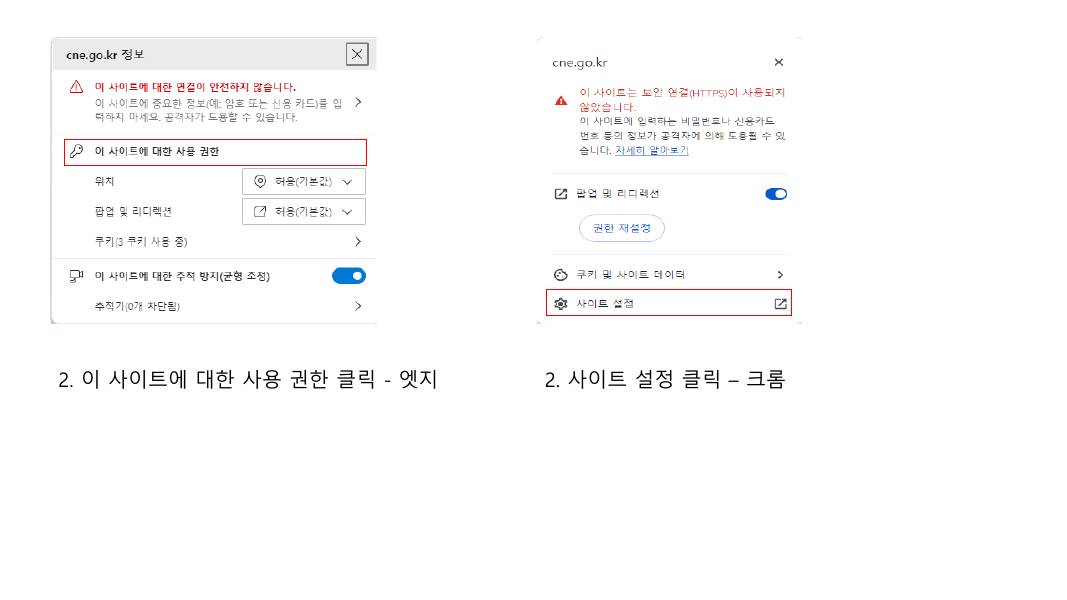 cne.go.kr 정보
이 사이트에 대한 연결이 안전하지 않습니다.
이 사이트에 중요한 정보(예: 암호 또는 신용 카드)를 입
력하지 마세요. 공격자가 도용할 수 있습니다.
이 사이트에 대한 사용 권한
위치
허용(기본값)
팝업 및 리디렉션
허용(기본값)
쿠키(3 쿠키 사용 중)
이 사이트에 대한 추적 방지(균형 조정)
추적기(0개 차단됨)
2. 이 사이트에 대한 사용 권한 클릭 - 엣지
cne.go.kr
이 사이트는 보안 연결(HTTPS)이 사용되지
않았습니다.
이 사이트에 입력하는 비밀번호나 신용카드
번호 등의 정보가 공격자에 의해 도용될 수 있
습니다. 자세히 알아보기
팝업 및 리디렉션
권한 재설정
쿠키 및 사이트 데이터
사이트 설정
2. 사이트 설정 클릭 – 크롬